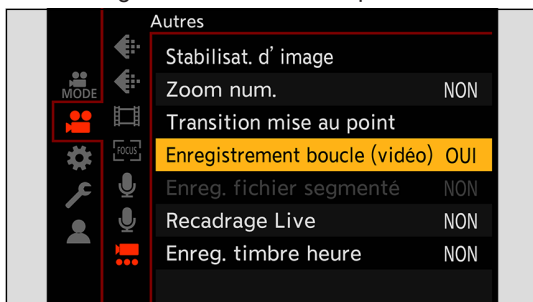 Autres
MODE
FOCUS
Stabilisat. d'image
Zoom num. NON
Transition mise au point
Enregistrement boucle (vidéo) OUI
Enreg. fichier segmenté NON
Recadrage Live NON
Enreg. timbre heure NON